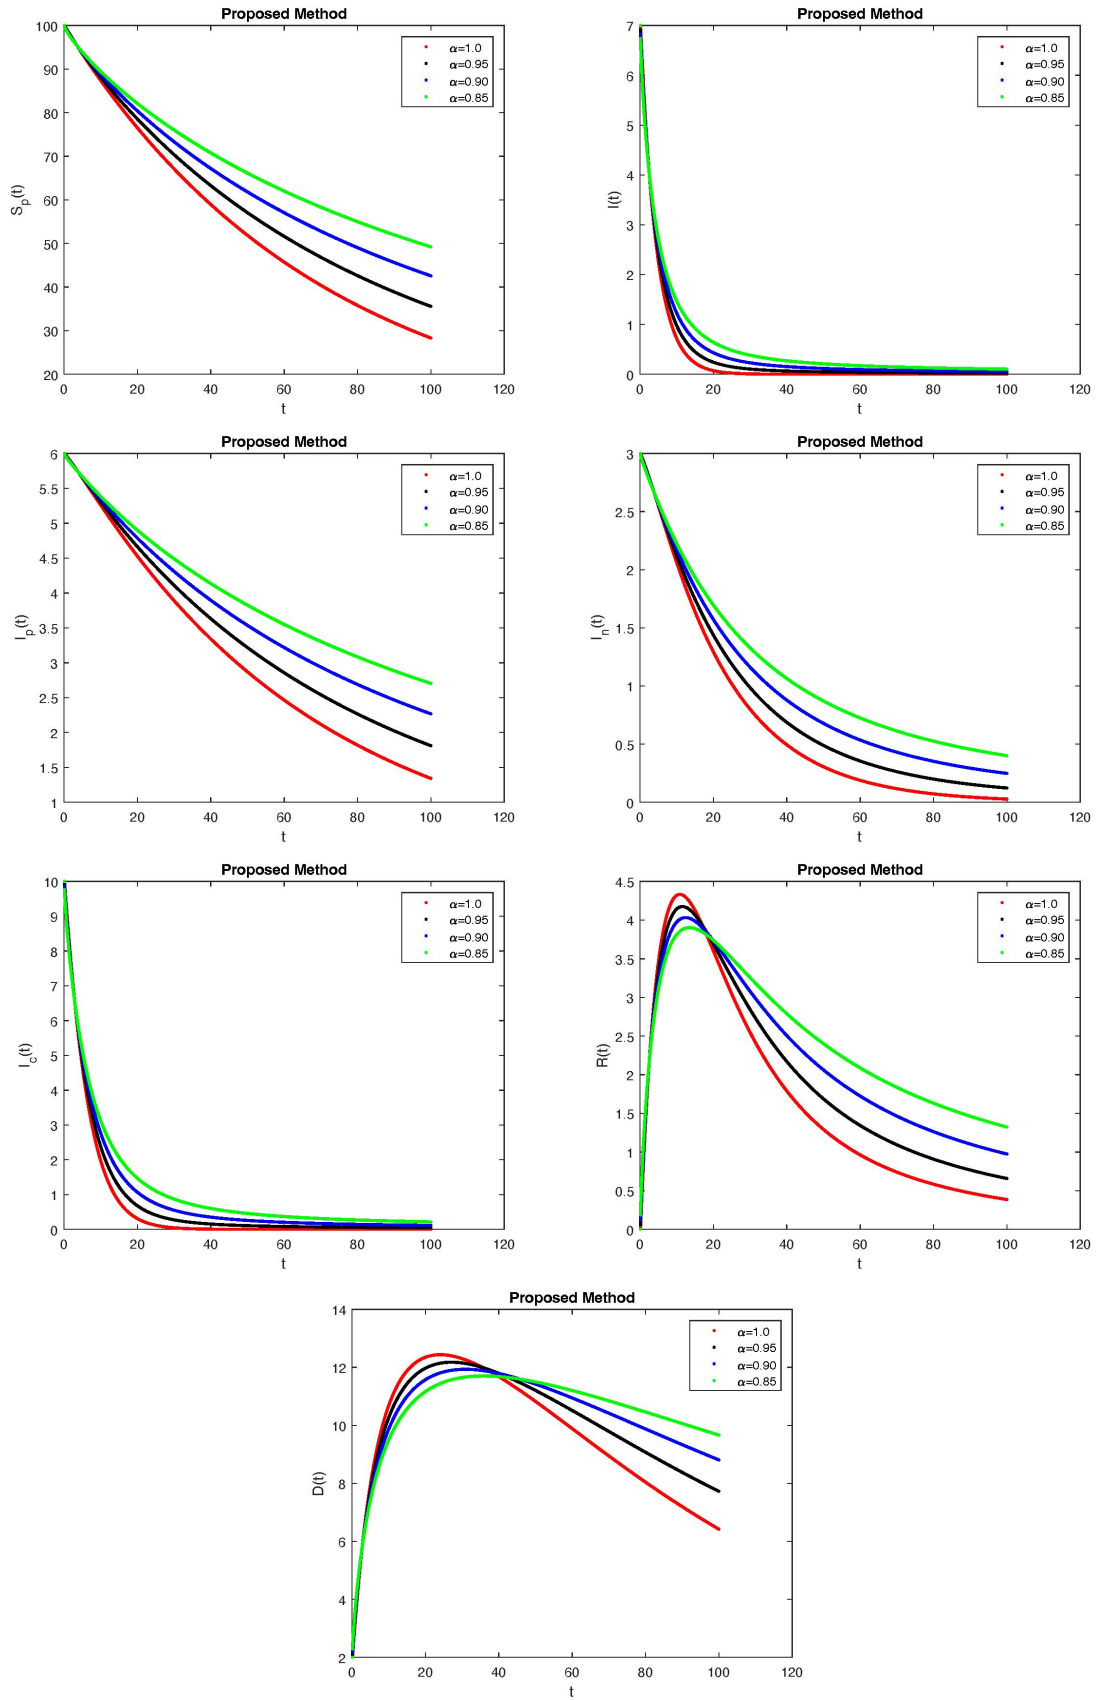 Proposed Method
100
90
80
70
60
50
40
30
20
S_p(t)
0 20 40 60 80 100 120
t
α=1.0
α=0.95
α=0.90
α=0.85
Proposed Method
7
6
5
4
3
2
1
0
I(t)
0 20 40 60 80 100 120
t
α=1.0
α=0.95
α=0.90
α=0.85
Proposed Method
6
5.5
5
4.5
4
3.5
3
2.5
2
1.5
1
I_p(t)
0 20 40 60 80 100 120
t
α=1.0
α=0.95
α=0.90
α=0.85
Proposed Method
3
2.5
2
1.5
1
0.5
0
I_n(t)
0 20 40 60 80 100 120
t
α=1.0
α=0.95
α=0.90
α=0.85
Proposed Method
10
9
8
7
6
5
4
3
2
1
0
I_c(t)
0 20 40 60 80 100 120
t
α=1.0
α=0.95
α=0.90
α=0.85
Proposed Method
4.5
4
3.5
3
2.5
2
1.5
1
0.5
0
R(t)
0 20 40 60 80 100 120
t
α=1.0
α=0.95
α=0.90
α=0.85
Proposed Method
14
12
10
8
6
4
2
D(t)
0 20 40 60 80 100 120
t
α=1.0
α=0.95
α=0.90
α=0.85